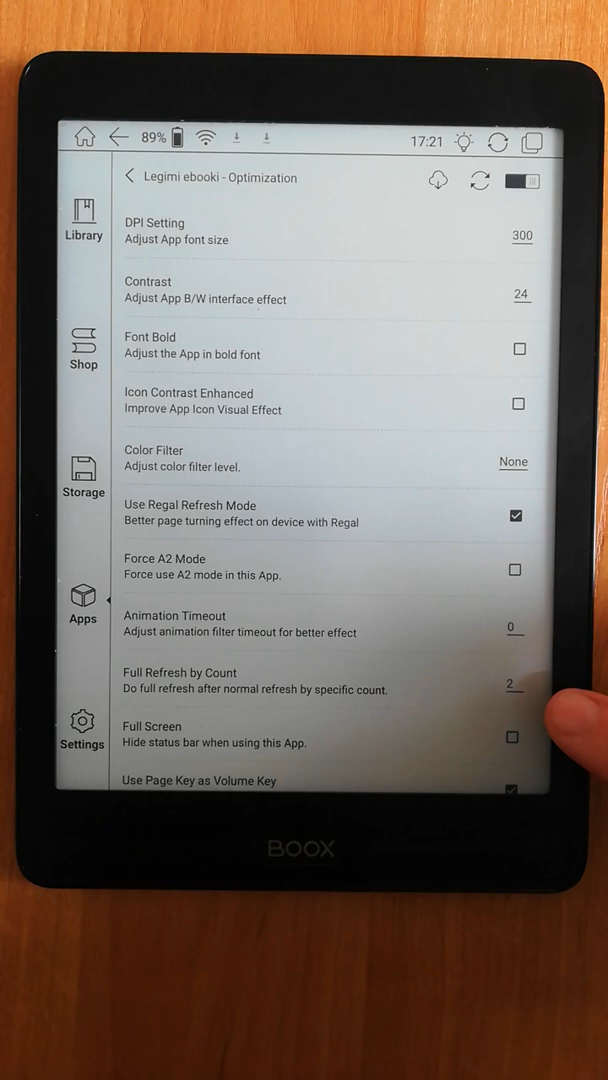 89%
17:21
Legimi ebooki - Optimization
Library
Shop
Storage
Apps
Settings
DPI Setting
Adjust App font size
300
Contrast
Adjust App B/W interface effect
24
Font Bold
Adjust the App in bold font
Icon Contrast Enhanced
Improve App Icon Visual Effect
Color Filter
Adjust color filter level.
None
Use Regal Refresh Mode
Better page turning effect on device with Regal
Force A2 Mode
Force use A2 mode in this App.
Animation Timeout
Adjust animation filter timeout for better effect
0
Full Refresh by Count
Do full refresh after normal refresh by specific count.
2
Full Screen
Hide status bar when using this App.
Use Page Key as Volume Key
BOOX